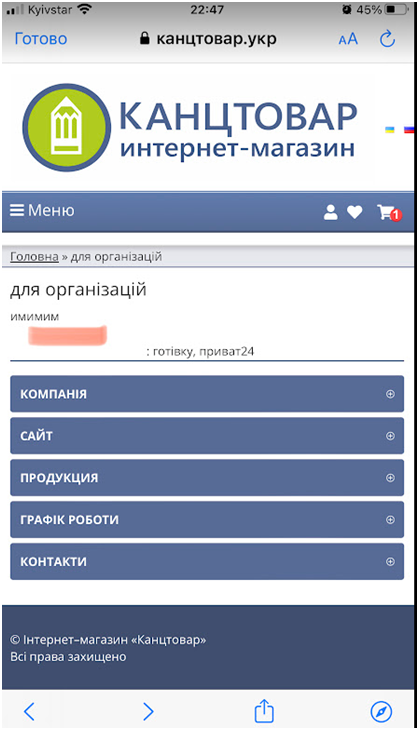 Kyivstar 22:47 45%
Готово канцтовар.укр AA
КАНЦТОВАР
интернет-магазин
Меню 1
Головна » для організацій
для організацій
имимим
: готівку, приват24
КОМПАНІЯ
САЙТ
ПРОДУКЦИЯ
ГРАФІК РОБОТИ
КОНТАКТИ
© Інтернет–магазин «Канцтовар»
Всі права захищено